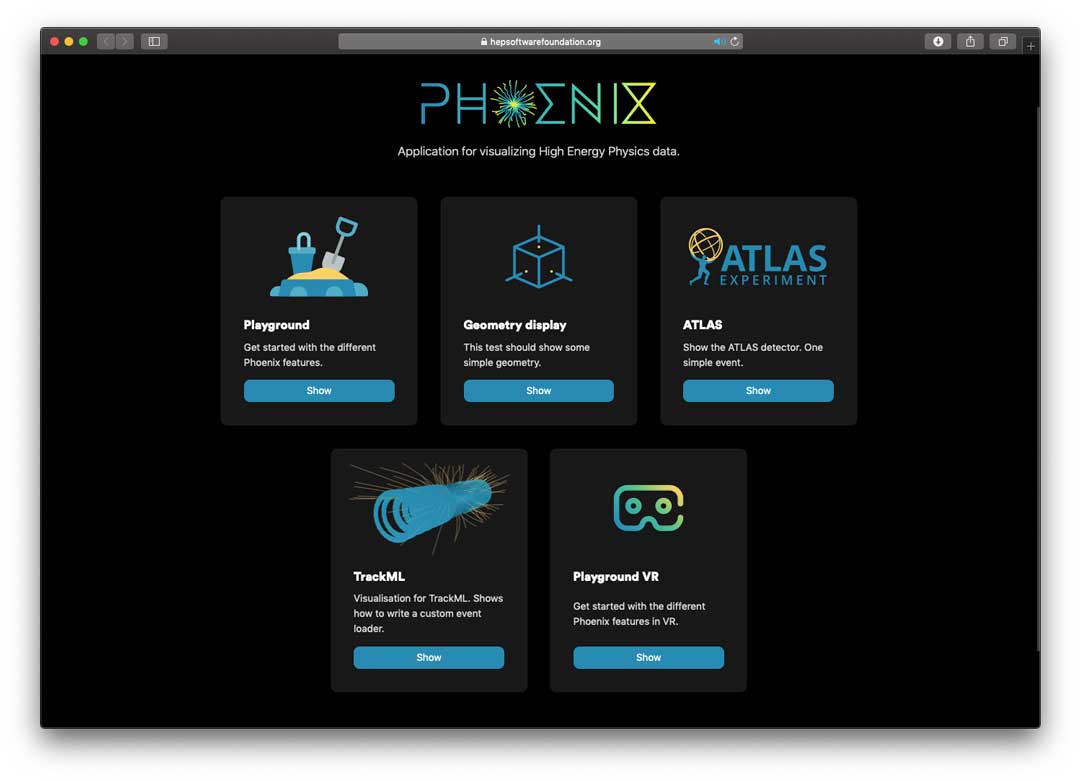 hepsoftwarefoundation.org
PHOENIX
Application for visualizing High Energy Physics data.
ATLAS
EXPERIMENT
Playground
Get started with the different
Phoenix features.
Show
Geometry display
This test should show some
simple geometry.
Show
ATLAS
Show the ATLAS detector. One
simple event.
Show
TrackML
Visualisation for TrackML. Shows
how to write a custom event
loader.
Show
Playground VR
Get started with the different
Phoenix features in VR.
Show